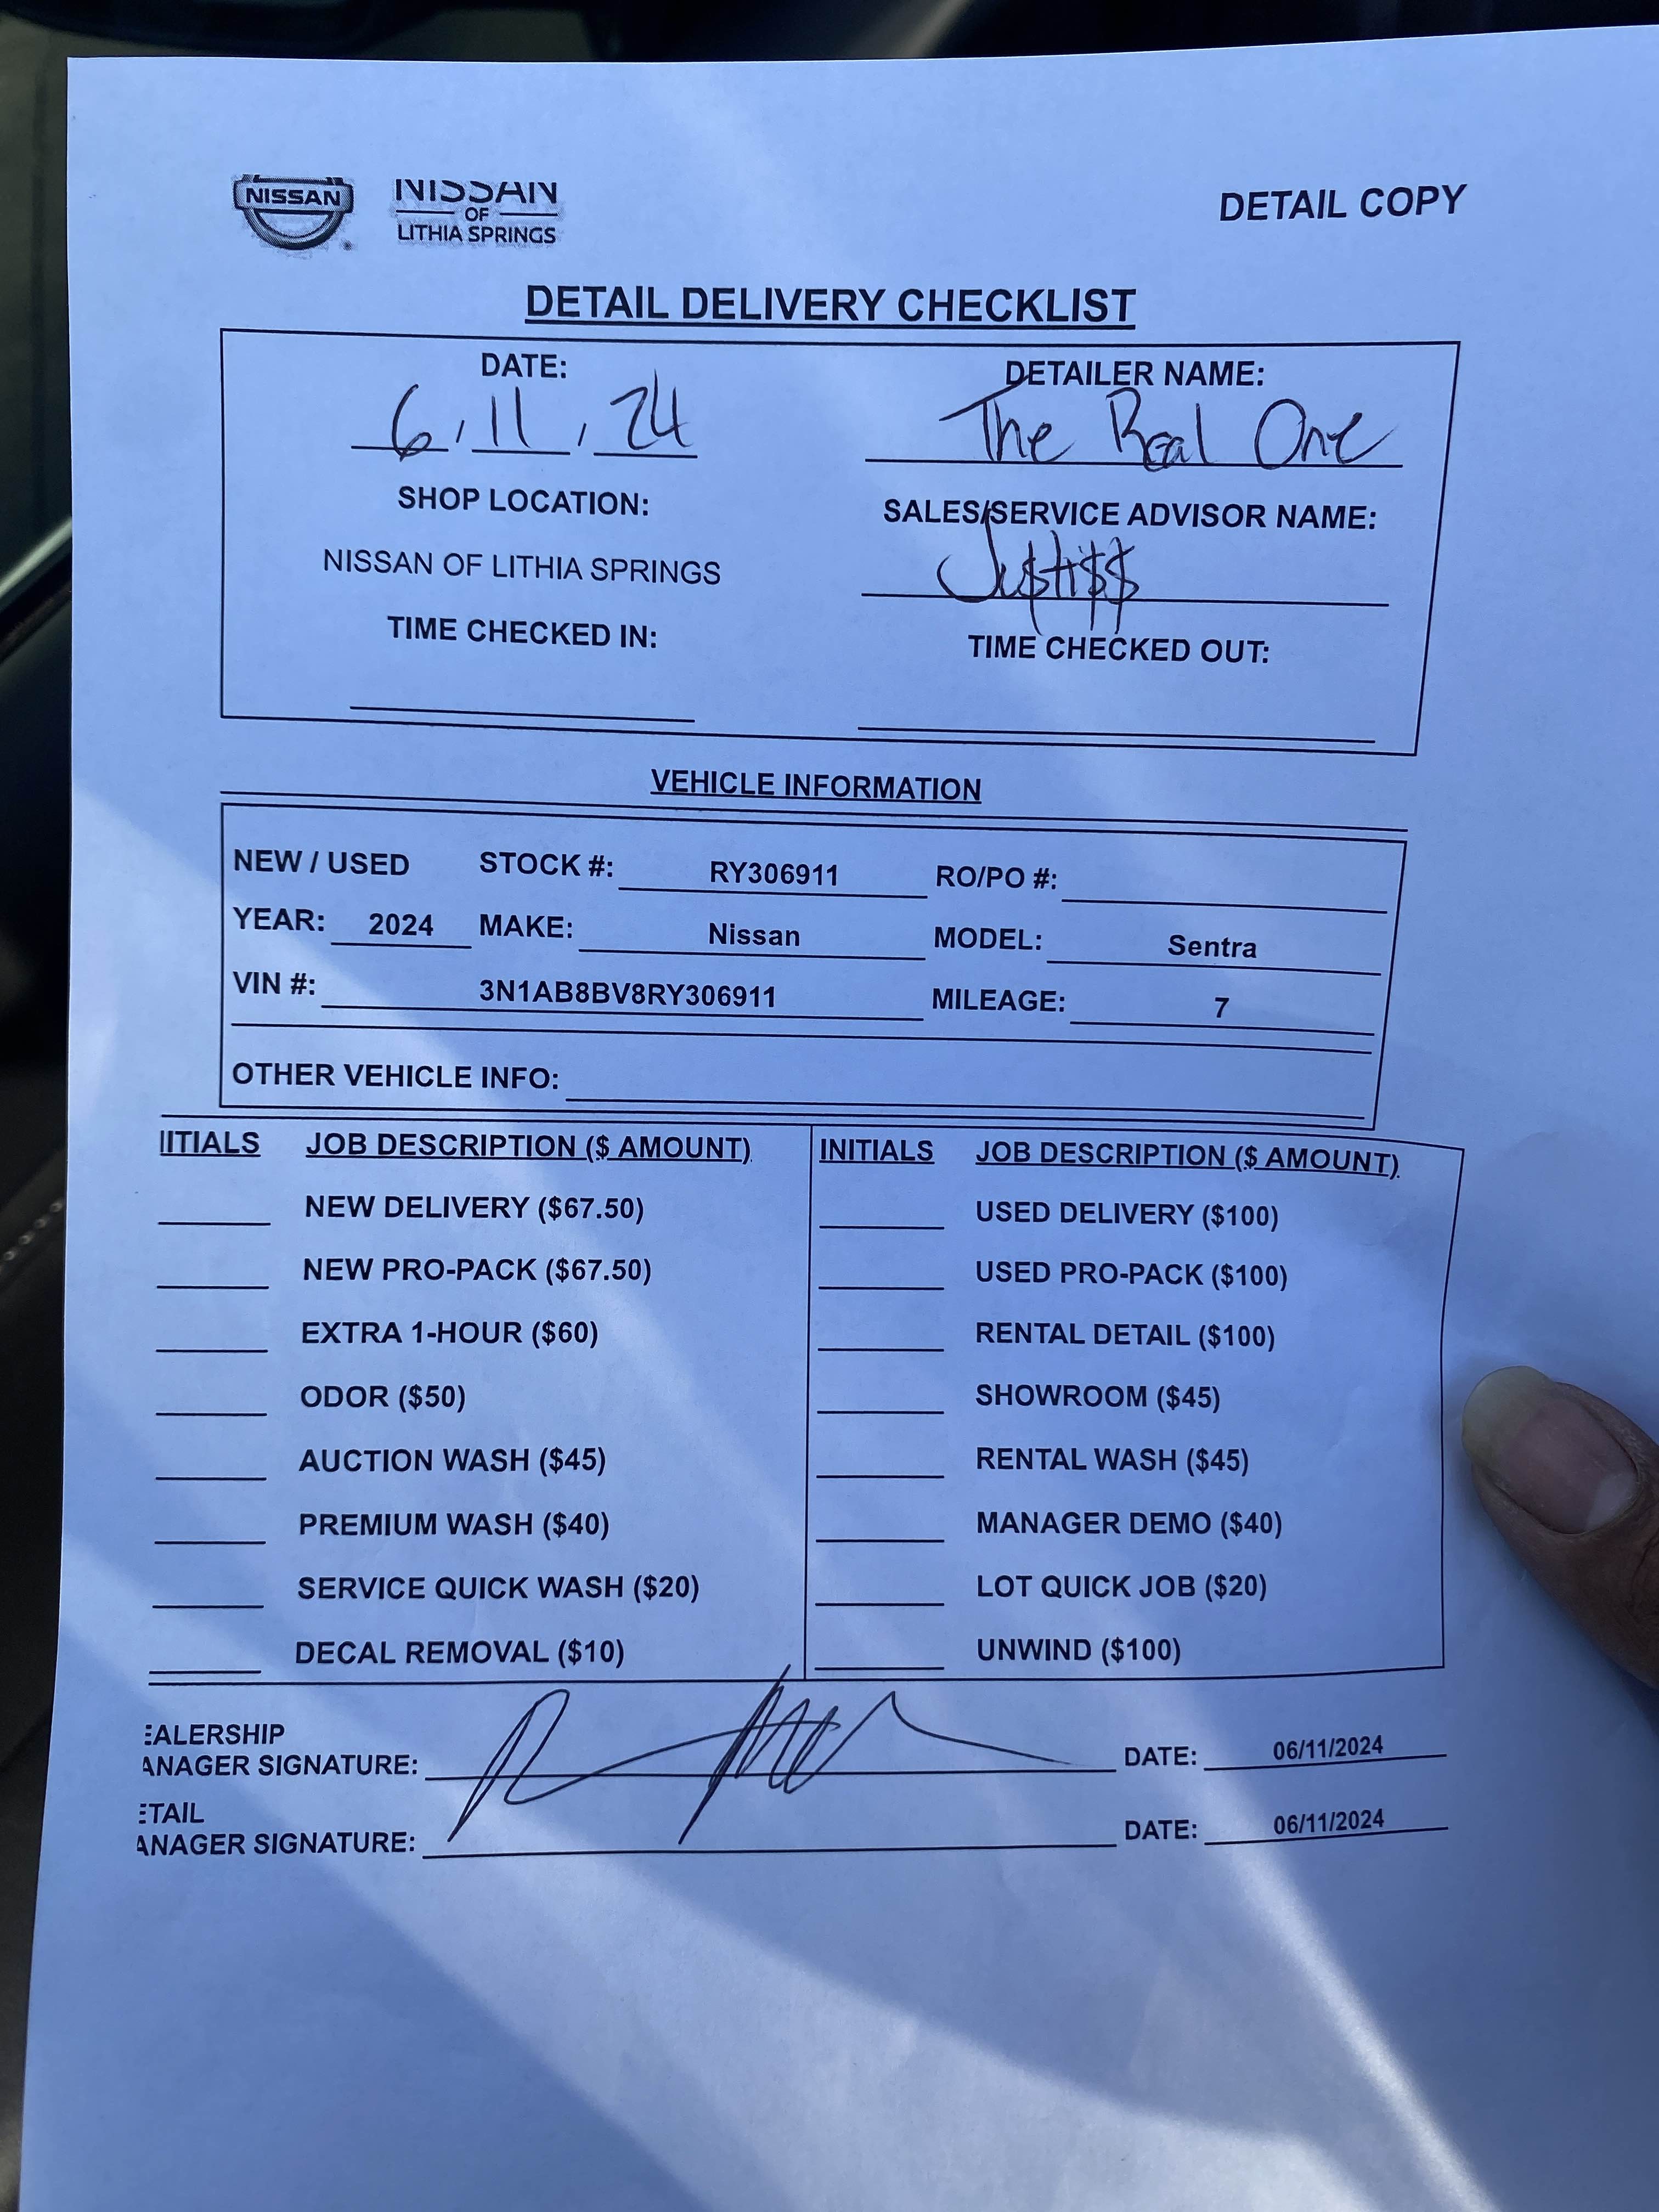 NISSAN
NISSAN
OF
LITHIA SPRINGS
DETAIL COPY
DETAIL DELIVERY CHECKLIST
DATE: DETAILER NAME:
6, 11, 24 The Real One
SHOP LOCATION: SALES/SERVICE ADVISOR NAME:
NISSAN OF LITHIA SPRINGS Ju$ti$$
TIME CHECKED IN: TIME CHECKED OUT:
VEHICLE INFORMATION
NEW / USED STOCK #: RY306911 RO/PO #:
YEAR: 2024 MAKE: Nissan MODEL: Sentra
VIN #: 3N1AB8BV8RY306911 MILEAGE: 7
OTHER VEHICLE INFO:
IITIALS JOB DESCRIPTION ($ AMOUNT) INITIALS JOB DESCRIPTION ($ AMOUNT)
NEW DELIVERY ($67.50) USED DELIVERY ($100)
NEW PRO-PACK ($67.50) USED PRO-PACK ($100)
EXTRA 1-HOUR ($60) RENTAL DETAIL ($100)
ODOR ($50) SHOWROOM ($45)
AUCTION WASH ($45) RENTAL WASH ($45)
PREMIUM WASH ($40) MANAGER DEMO ($40)
SERVICE QUICK WASH ($20) LOT QUICK JOB ($20)
DECAL REMOVAL ($10) UNWIND ($100)
EALERSHIP
ANAGER SIGNATURE: DATE: 06/11/2024
ETAIL
ANAGER SIGNATURE: DATE: 06/11/2024